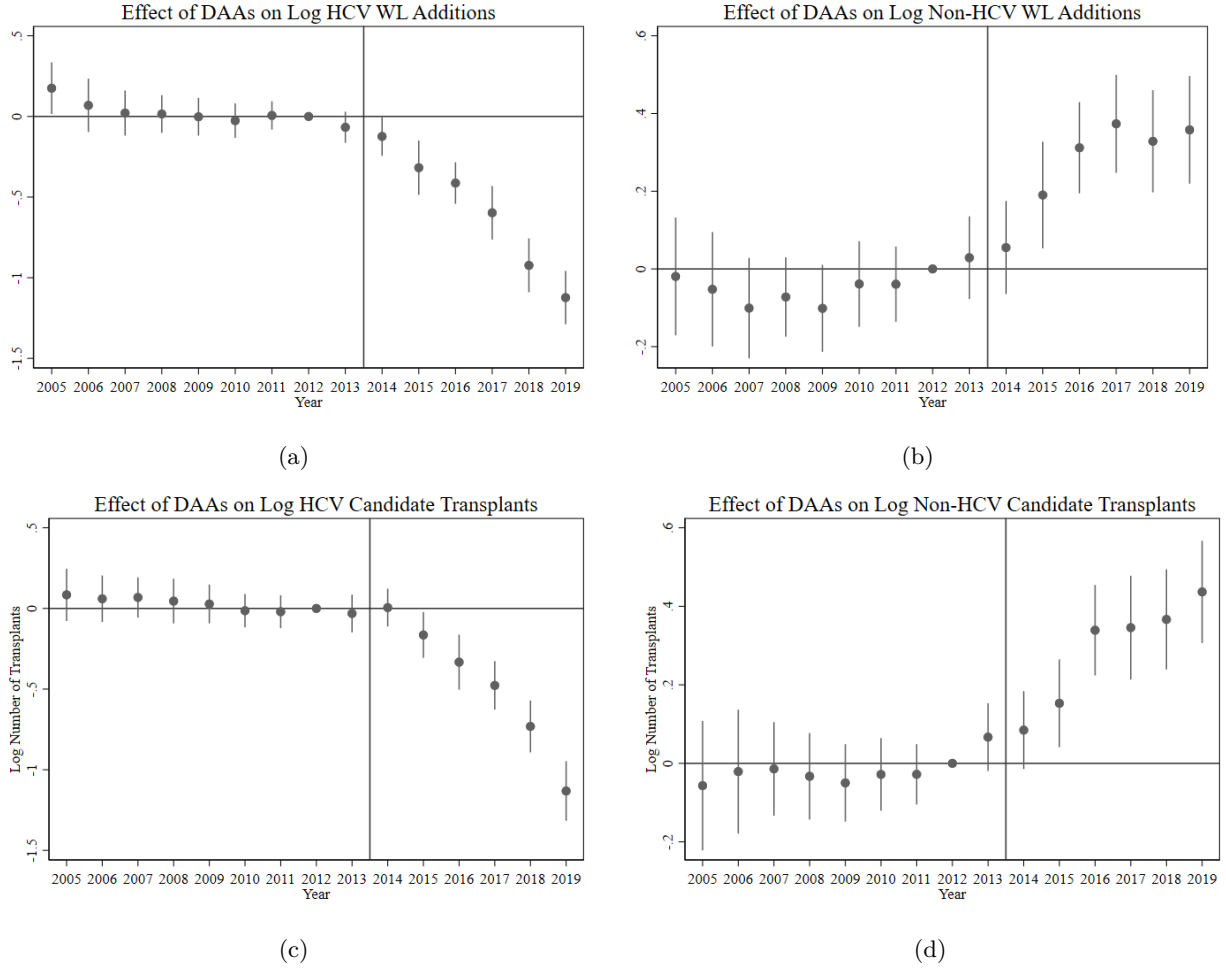 Effect of DAAs on Log HCV WL Additions
.5
0
-.5
-1
-1.5
2005 2006 2007 2008 2009 2010 2011 2012 2013 2014 2015 2016 2017 2018 2019
Year
(a)
Effect of DAAs on Log Non-HCV WL Additions
.6
.4
.2
0
-.2
2005 2006 2007 2008 2009 2010 2011 2012 2013 2014 2015 2016 2017 2018 2019
Year
(b)
Effect of DAAs on Log HCV Candidate Transplants
Log Number of Transplants
.5
0
-.5
-1
-1.5
2005 2006 2007 2008 2009 2010 2011 2012 2013 2014 2015 2016 2017 2018 2019
Year
(c)
Effect of DAAs on Log Non-HCV Candidate Transplants
Log Number of Transplants
.6
.4
.2
0
-.2
2005 2006 2007 2008 2009 2010 2011 2012 2013 2014 2015 2016 2017 2018 2019
Year
(d)